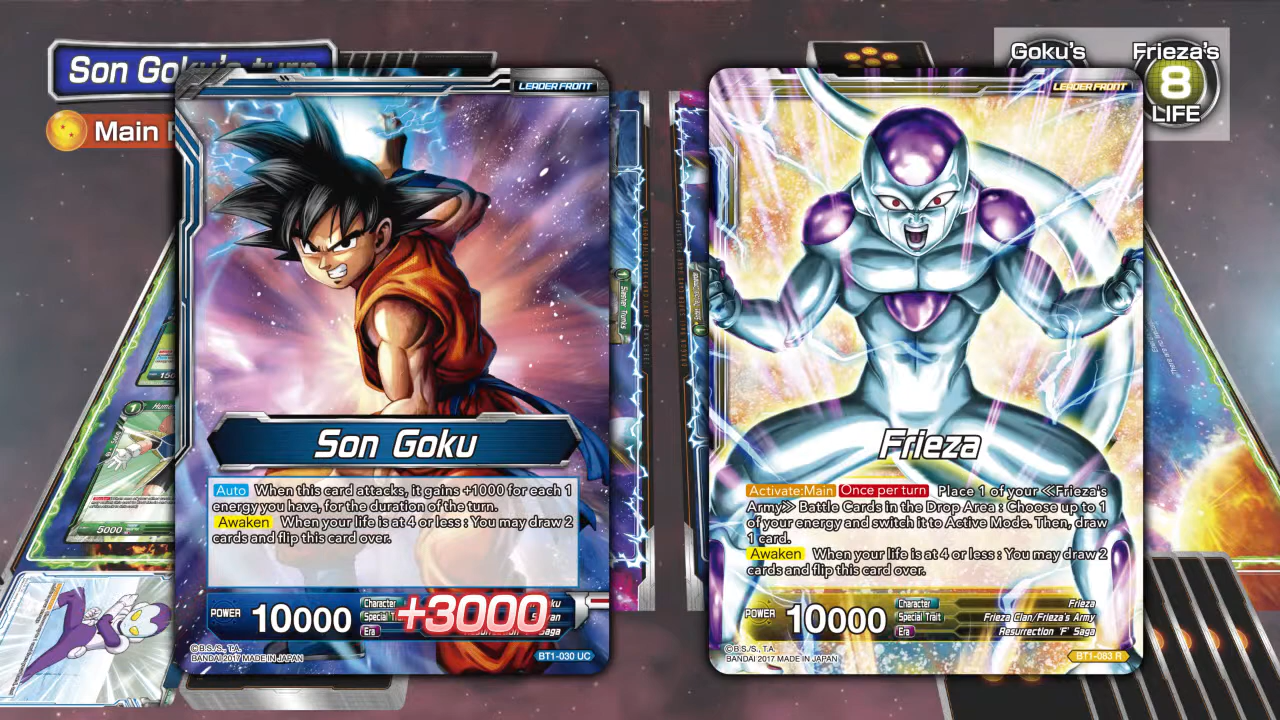 Son Goku's turn
Main
Goku's
Frieza's
8
LIFE
LEADER FRONT
Son Goku
Auto When this card attacks, it gains +1000 for each 1
energy you have, for the duration of the turn.
Awaken When your life is at 4 or less : You may draw 2
cards and flip this card over.
POWER 10000
+3000
Character
Special
Era
Saga
©B.S./S., T.A.
BANDAI 2017 MADE IN JAPAN
BT1-030 UC
LEADER FRONT
Frieza
Activate:Main Once per turn Place 1 of your ≪Frieza's
Army≫ Battle Cards in the Drop Area : Choose up to 1
of your energy and switch it to Active Mode. Then, draw
1 card.
Awaken When your life is at 4 or less : You may draw 2
cards and flip this card over.
POWER 10000
Character Frieza
Special Trait Frieza Clan/Frieza's Army
Era Resurrection 'F' Saga
©B.S./S., T.A.
BANDAI 2017 MADE IN JAPAN
BT1-083 R
5000